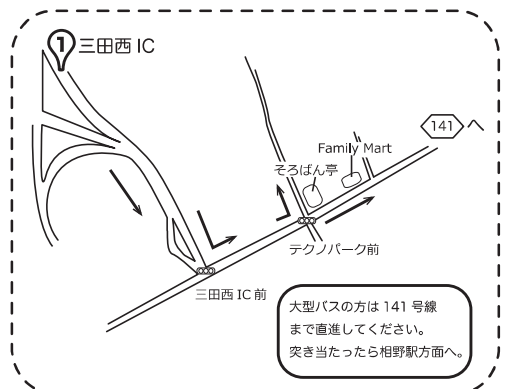 1 三田西 IC
141 へ
Family Mart
そろばん亭
テクノパーク前
三田西 IC 前
大型バスの方は 141 号線
まで直進してください。
突き当たったら相野駅方面へ。